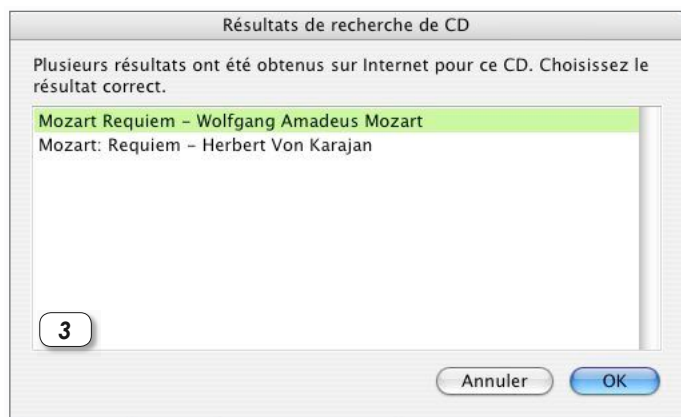 Résultats de recherche de CD
Plusieurs résultats ont été obtenus sur Internet pour ce CD. Choisissez le
résultat correct.
Mozart Requiem – Wolfgang Amadeus Mozart
Mozart: Requiem – Herbert Von Karajan
3
Annuler OK